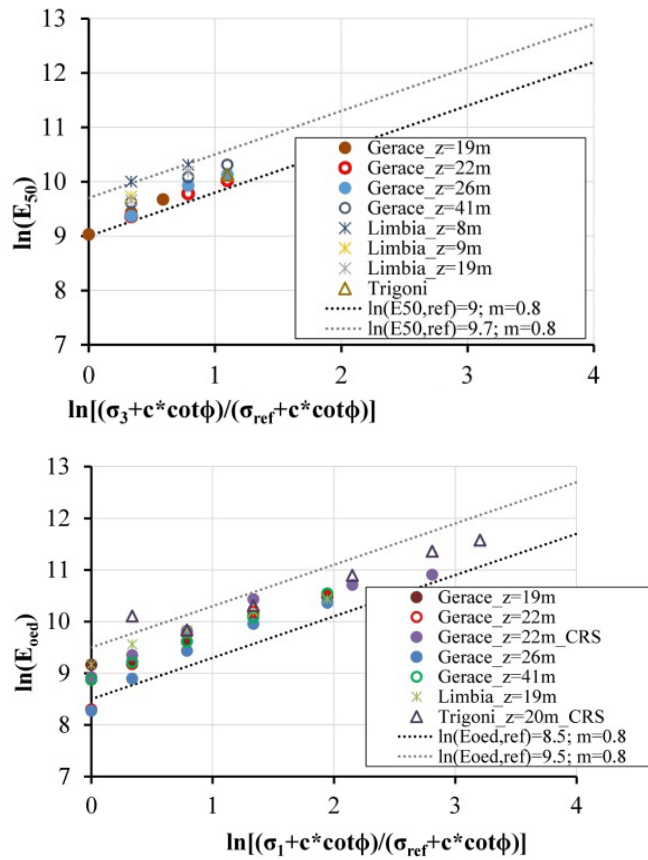 13
12
11
10
9
8
7
ln(E50)
Gerace_z=19m
Gerace_z=22m
Gerace_z=26m
Gerace_z=41m
Limbia_z=8m
Limbia_z=9m
Limbia_z=19m
Trigoni
ln(E50,ref)=9; m=0.8
ln(E50,ref)=9.7; m=0.8
0 1 2 3 4
ln[(σ3+c*cotϕ)/(σref+c*cotϕ)]
13
12
11
10
9
8
7
ln(Eoed)
Gerace_z=19m
Gerace_z=22m
Gerace_z=22m_CRS
Gerace_z=26m
Gerace_z=41m
Limbia_z=19m
Trigoni_z=20m_CRS
ln(Eoed,ref)=8.5; m=0.8
ln(Eoed,ref)=9.5; m=0.8
0 1 2 3 4
ln[(σ1+c*cotϕ)/(σref+c*cotϕ)]